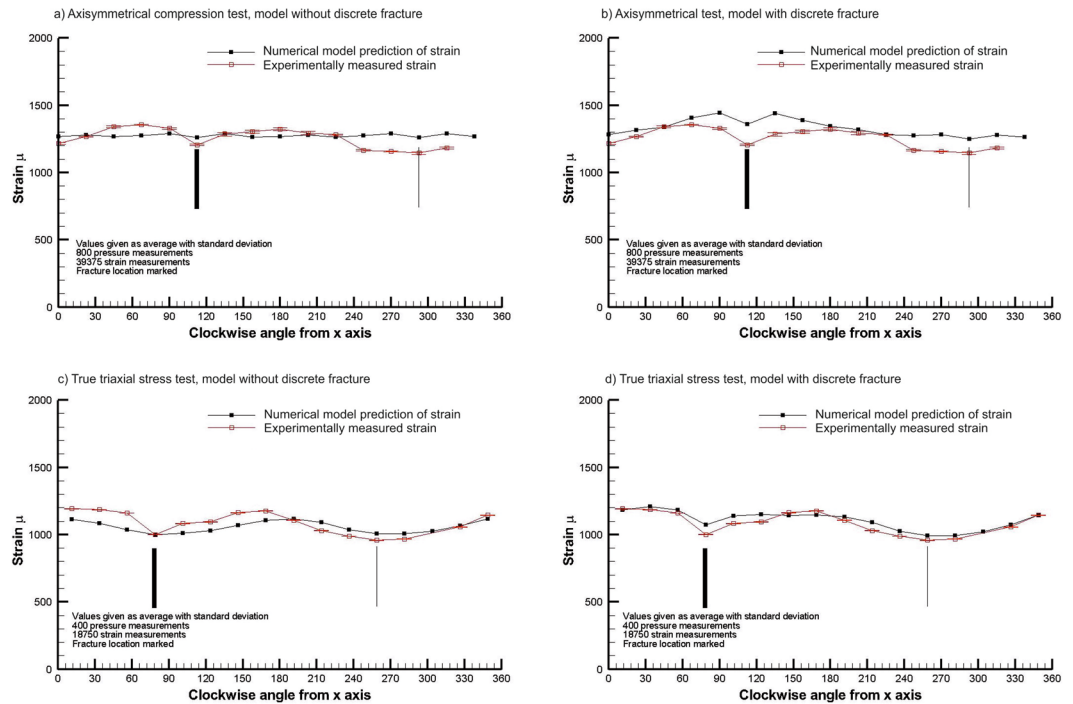 a) Axisymmetrical compression test, model without discrete fracture
2000
1500
1000
500
0
Strain μ
Numerical model prediction of strain
Experimentally measured strain
Values given as average with standard deviation
800 pressure measurements
39375 strain measurements
Fracture location marked
0 30 60 90 120 150 180 210 240 270 300 330 360
Clockwise angle from x axis
b) Axisymmetrical test, model with discrete fracture
2000
1500
1000
500
0
Strain μ
Numerical model prediction of strain
Experimentally measured strain
Values given as average with standard deviation
800 pressure measurements
39375 strain measurements
Fracture location marked
0 30 60 90 120 150 180 210 240 270 300 330 360
Clockwise angle from x axis
c) True triaxial stress test, model without discrete fracture
2000
1500
1000
500
0
Strain μ
Numerical model prediction of strain
Experimentally measured strain
Values given as average with standard deviation
400 pressure measurements
18750 strain measurements
Fracture location marked
0 30 60 90 120 150 180 210 240 270 300 330 360
Clockwise angle from x axis
d) True triaxial stress test, model with discrete fracture
2000
1500
1000
500
0
Strain μ
Numerical model prediction of strain
Experimentally measured strain
Values given as average with standard deviation
400 pressure measurements
18750 strain measurements
Fracture location marked
0 30 60 90 120 150 180 210 240 270 300 330 360
Clockwise angle from x axis